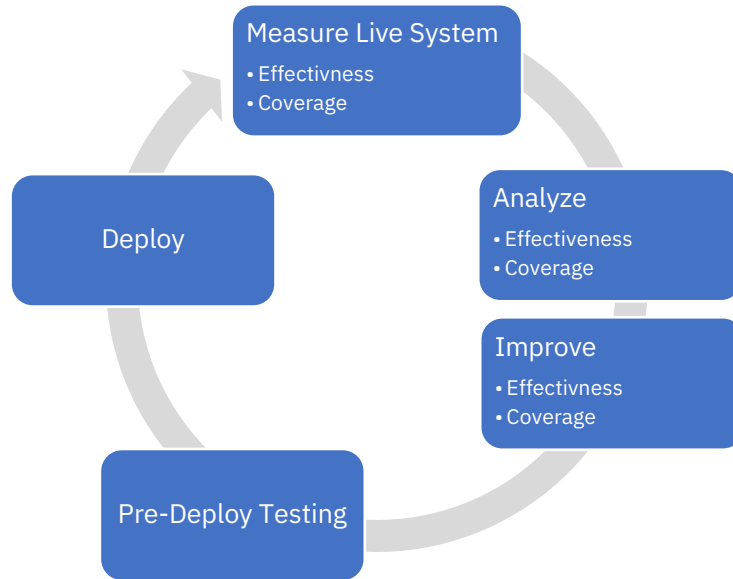 Measure Live System
• Effectivness
• Coverage
Analyze
• Effectiveness
• Coverage
Improve
• Effectivness
• Coverage
Pre-Deploy Testing
Deploy